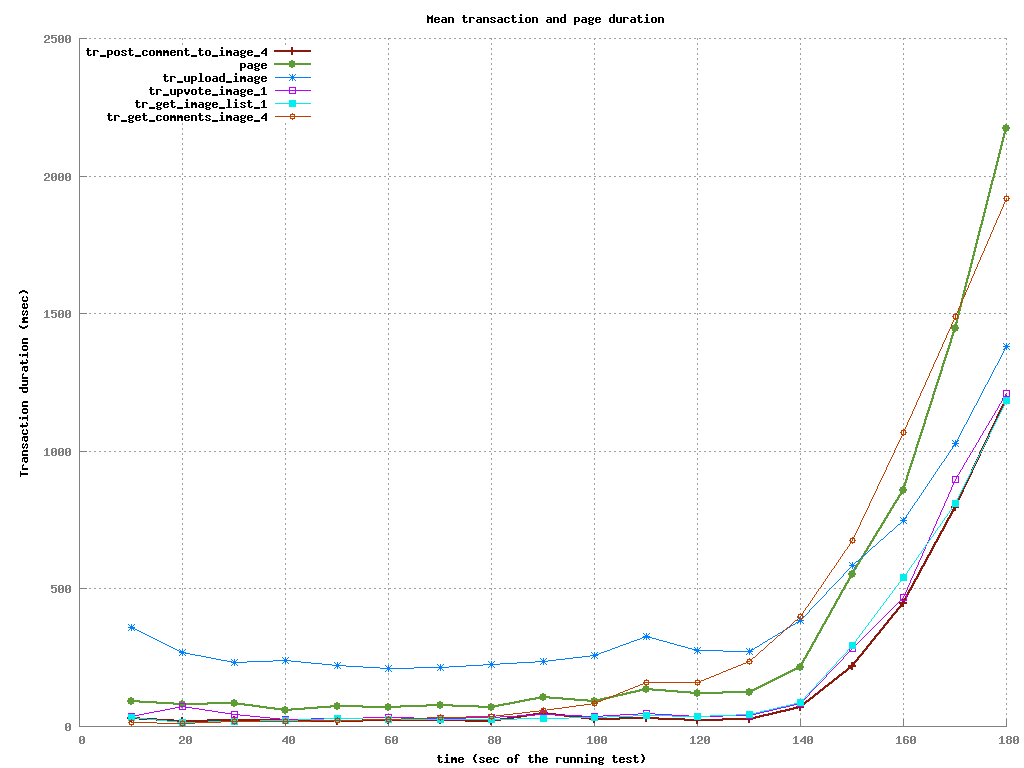 Mean transaction and page duration
2500
tr_post_comment_to_image_4
page
tr_upload_image
tr_upvote_image_1
tr_get_image_list_1
tr_get_comments_image_4
2000
1500
Transaction duration (msec)
1000
500
0
0 20 40 60 80 100 120 140 160 180
time (sec of the running test)